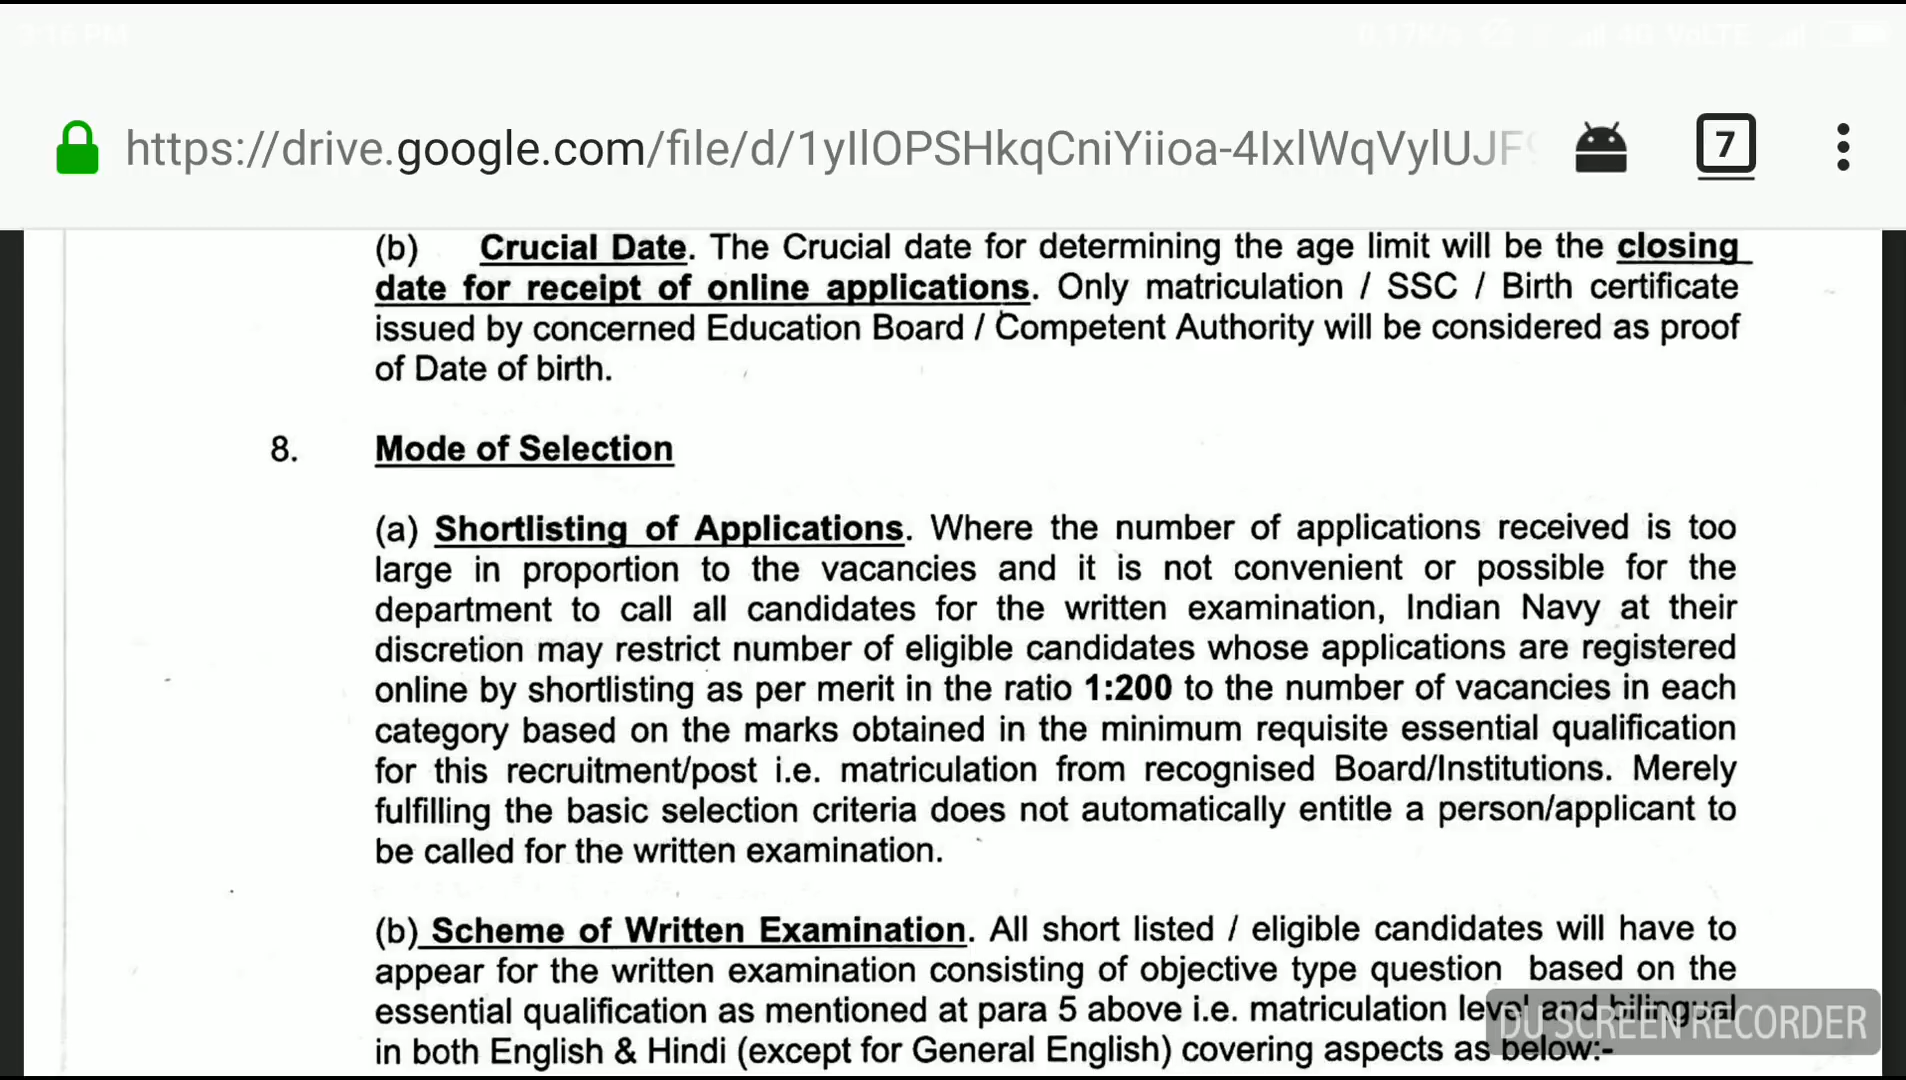 3:16 PM
https://drive.google.com/file/d/1yIlOPSHkqCniYiioa-4IxlWqVylUJF
7
(b) Crucial Date. The Crucial date for determining the age limit will be the closing
date for receipt of online applications. Only matriculation / SSC / Birth certificate
issued by concerned Education Board / Competent Authority will be considered as proof
of Date of birth.
8. Mode of Selection
(a) Shortlisting of Applications. Where the number of applications received is too
large in proportion to the vacancies and it is not convenient or possible for the
department to call all candidates for the written examination, Indian Navy at their
discretion may restrict number of eligible candidates whose applications are registered
online by shortlisting as per merit in the ratio 1:200 to the number of vacancies in each
category based on the marks obtained in the minimum requisite essential qualification
for this recruitment/post i.e. matriculation from recognised Board/Institutions. Merely
fulfilling the basic selection criteria does not automatically entitle a person/applicant to
be called for the written examination.
(b) Scheme of Written Examination. All short listed / eligible candidates will have to
appear for the written examination consisting of objective type question based on the
essential qualification as mentioned at para 5 above i.e. matriculation level and bilingual
in both English & Hindi (except for General English) covering aspects as below:-
DU SCREEN RECORDER